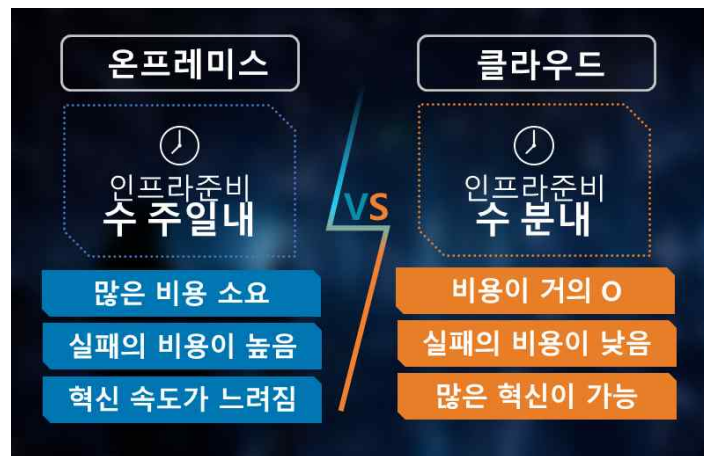 온프레미스
인프라준비
수 주일내
많은 비용 소요
실패의 비용이 높음
혁신 속도가 느려짐
VS
클라우드
인프라준비
수 분내
비용이 거의 O
실패의 비용이 낮음
많은 혁신이 가능